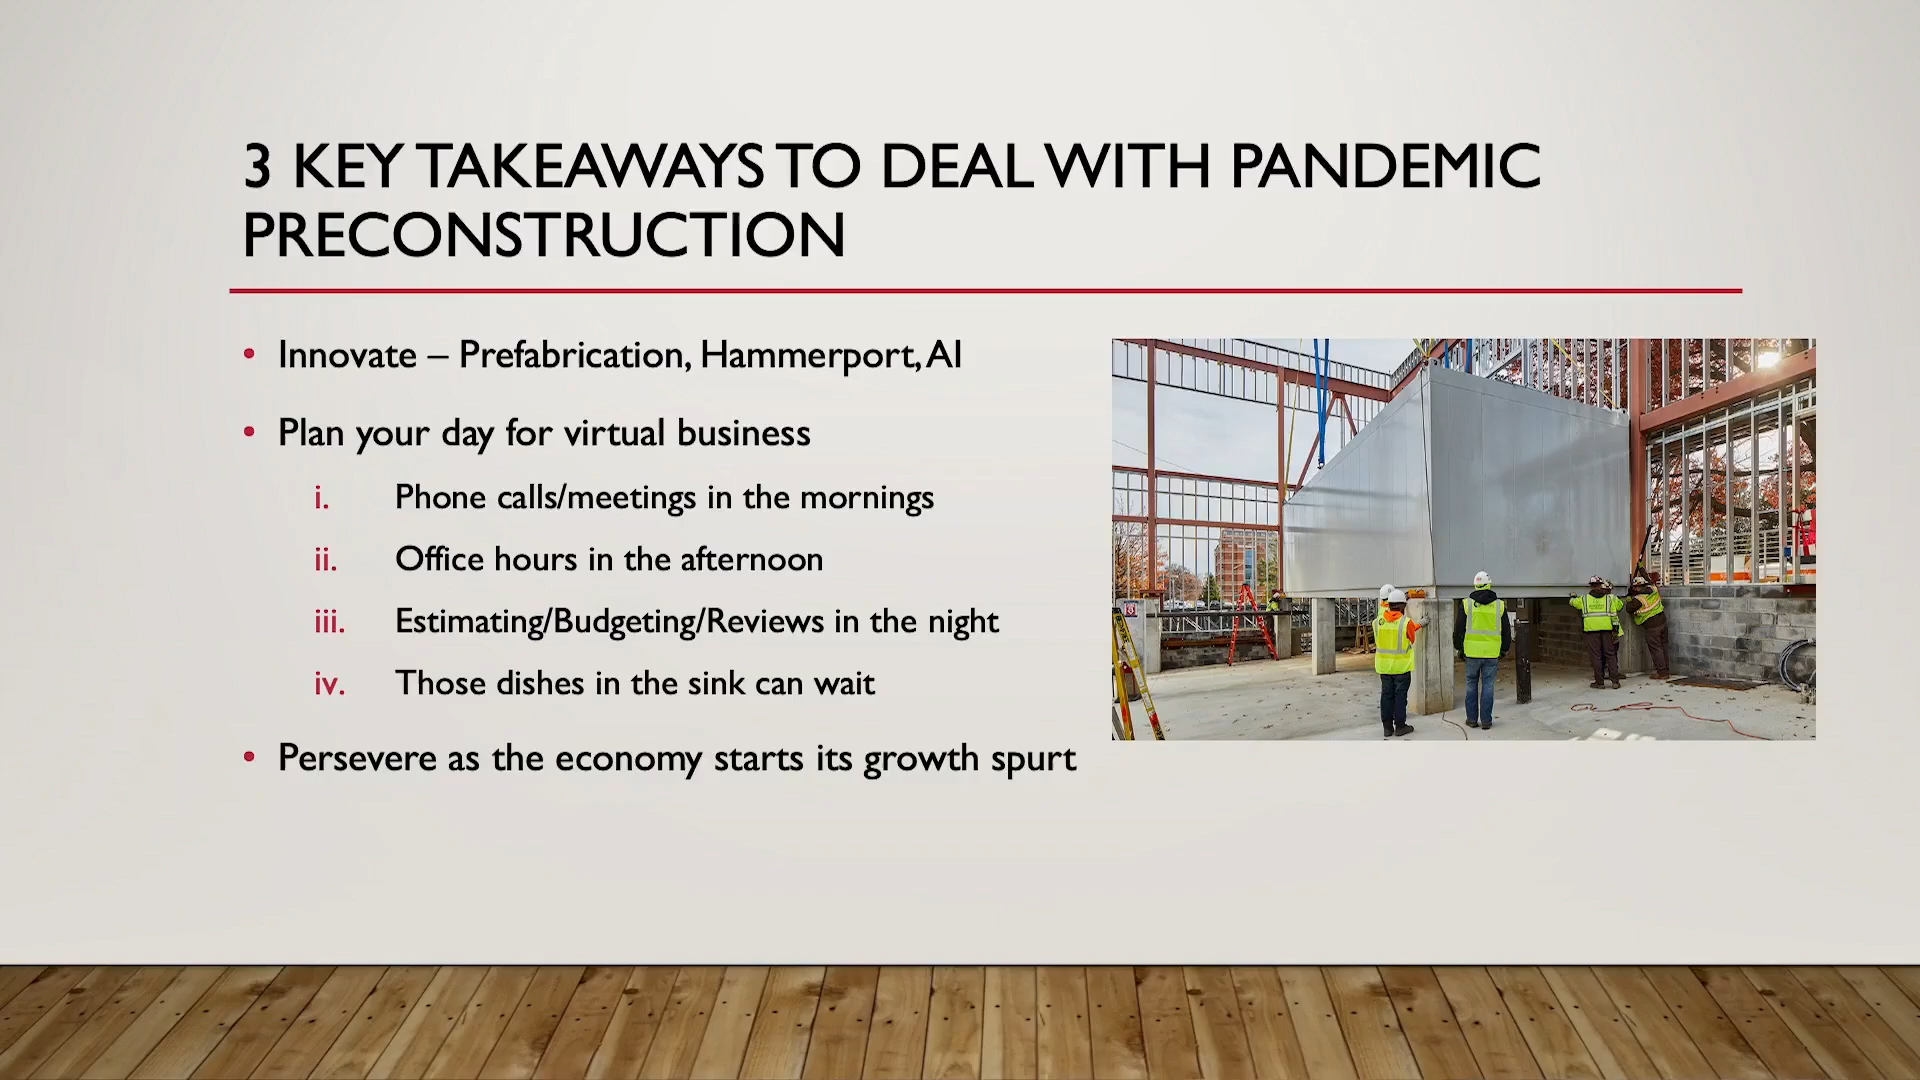 3 KEY TAKEAWAYS TO DEAL WITH PANDEMIC
PRECONSTRUCTION
• Innovate – Prefabrication, Hammerport, AI
• Plan your day for virtual business
i. Phone calls/meetings in the mornings
ii. Office hours in the afternoon
iii. Estimating/Budgeting/Reviews in the night
iv. Those dishes in the sink can wait
• Persevere as the economy starts its growth spurt